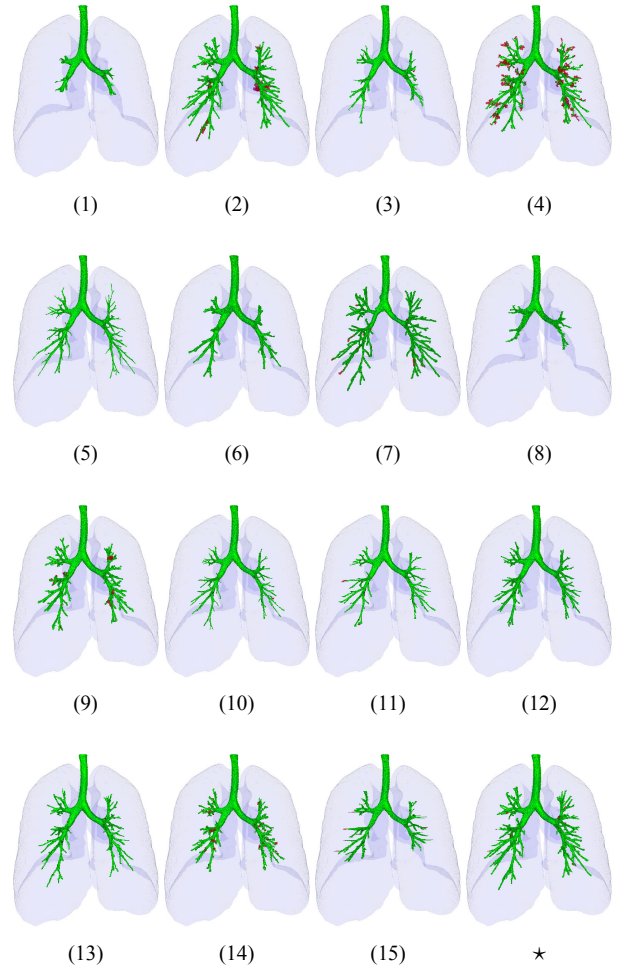 (1) (2) (3) (4)
(5) (6) (7) (8)
(9) (10) (11) (12)
(13) (14) (15) ⋆